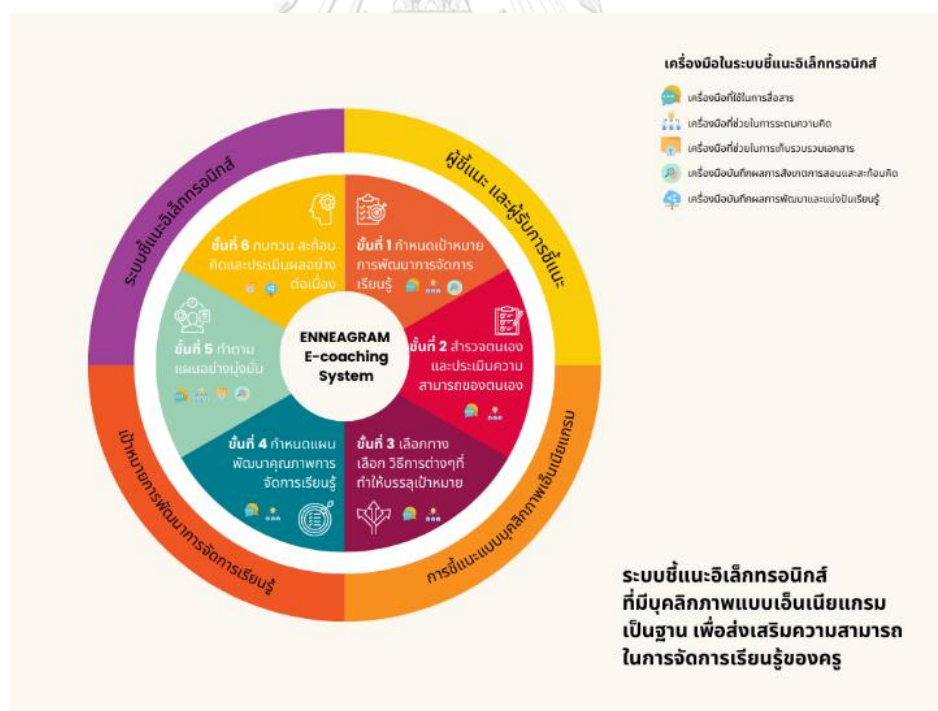 เครื่องมือในระบบชี้แนะอิเล็กทรอนิกส์
เครื่องมือที่ใช้ในการสื่อสาร
เครื่องมือที่ช่วยในการระดมความคิด
เครื่องมือที่ช่วยในการเก็บรวบรวมเอกสาร
เครื่องมือบันทึกผลการสังเกตการสอนและสะท้อนคิด
เครื่องมือบันทึกผลการพัฒนาและแบ่งปันเรียนรู้
ระบบชี้แนะอิเล็กทรอนิกส์
ผู้ชี้แนะ และผู้รับการชี้แนะ
การชี้แนะแบบบุคลิกภาพเอ็นเนียแกรม
เป้าหมายการพัฒนาการจัดการเรียนรู้
ขั้นที่ 1 กำหนดเป้าหมาย
การพัฒนาการจัดการ
เรียนรู้
ขั้นที่ 2 สำรวจตนเอง
และประเมินความ
สามารถของตนเอง
ขั้นที่ 3 เลือกทาง
เลือก วิธีการต่างๆที่
ทำให้บรรลุเป้าหมาย
ขั้นที่ 4 กำหนดแผน
พัฒนาคุณภาพการ
จัดการเรียนรู้
ขั้นที่ 5 ทำตาม
แผนอย่างมุ่งมั่น
ขั้นที่ 6 ทบทวน สะท้อน
คิดและประเมินผลอย่าง
ต่อเนื่อง
ENNEAGRAM
E-coaching
System
ระบบชี้แนะอิเล็กทรอนิกส์
ที่มีบุคลิกภาพแบบเอ็นเนียแกรม
เป็นฐาน เพื่อส่งเสริมความสามารถ
ในการจัดการเรียนรู้ของครู